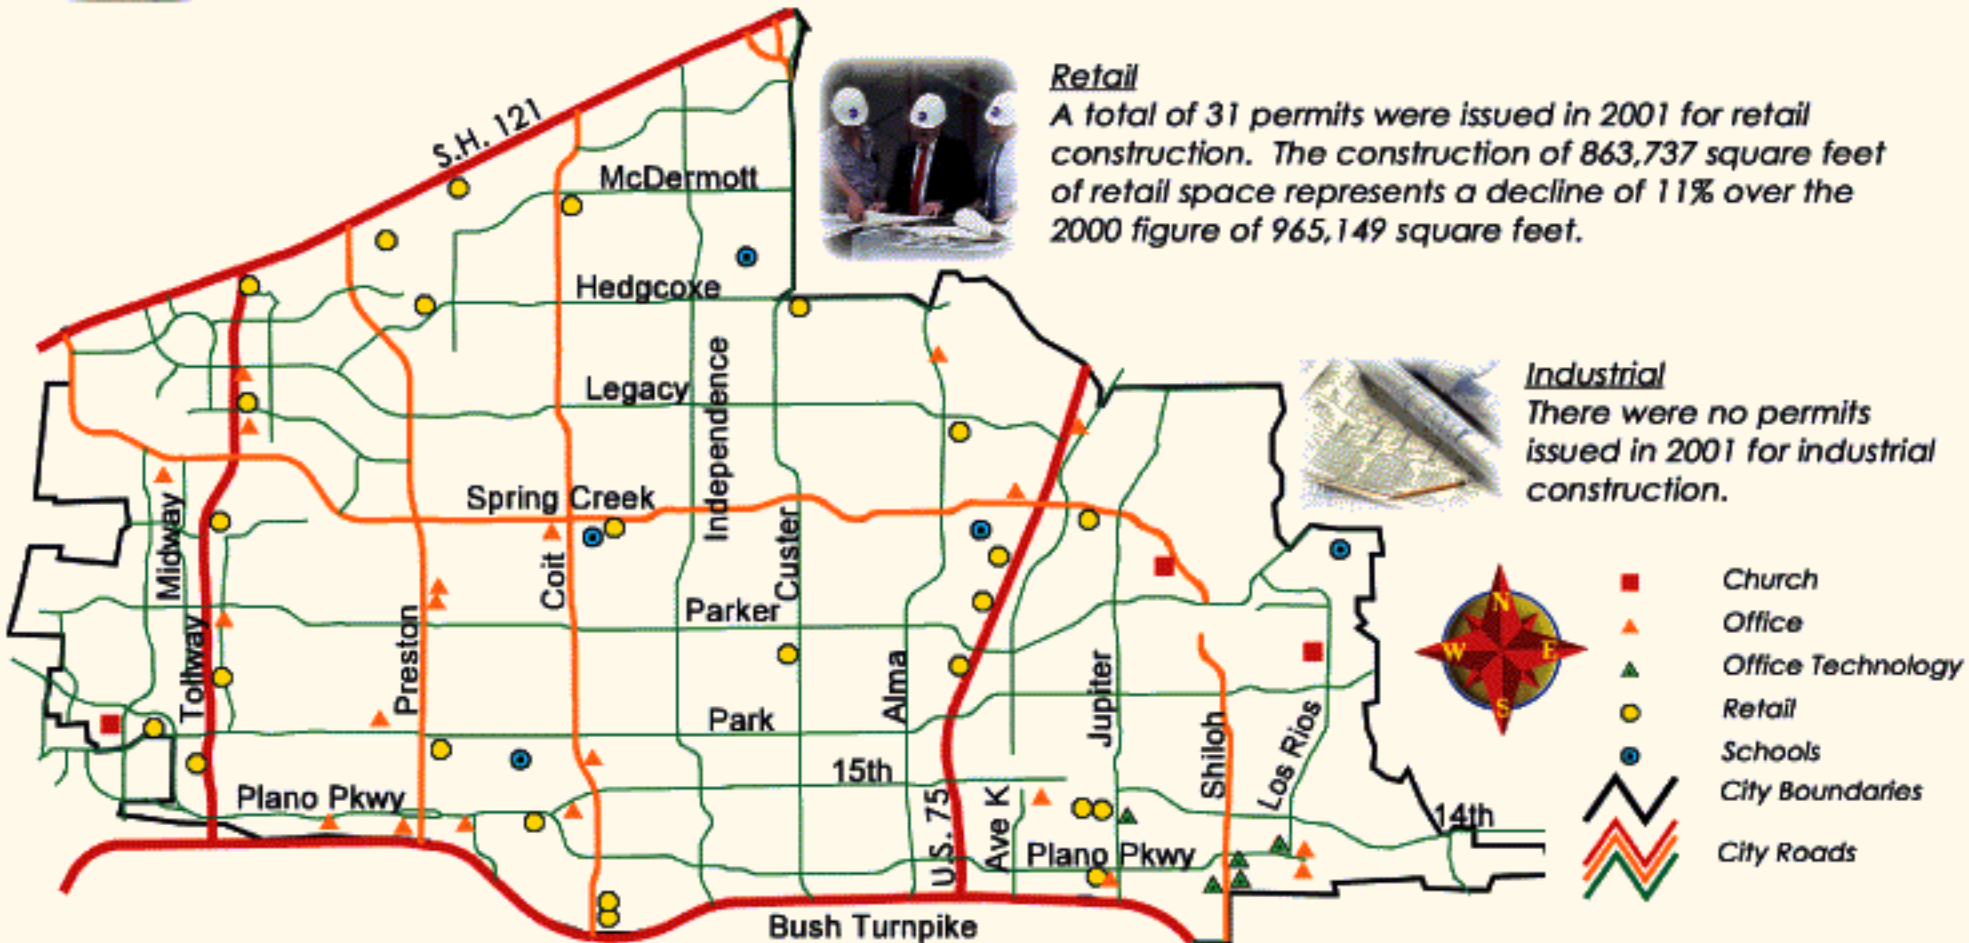 Retail
A total of 31 permits were issued in 2001 for retail
construction. The construction of 863,737 square feet
of retail space represents a decline of 11% over the
2000 figure of 965,149 square feet.
S.H. 121
McDermott
Hedgcoxe
Independence
Legacy
Industrial
There were no permits
issued in 2001 for industrial
construction.
Spring Creek
Midway
Coit
Custer
Parker
Tollway
Preston
Alma
Jupiter
Park
Shiloh
Los Rios
15th
Plano Pkwy
U.S. 75
Ave K
Plano Pkwy
14th
Bush Turnpike
N
W
E
S
Church
Office
Office Technology
Retail
Schools
City Boundaries
City Roads